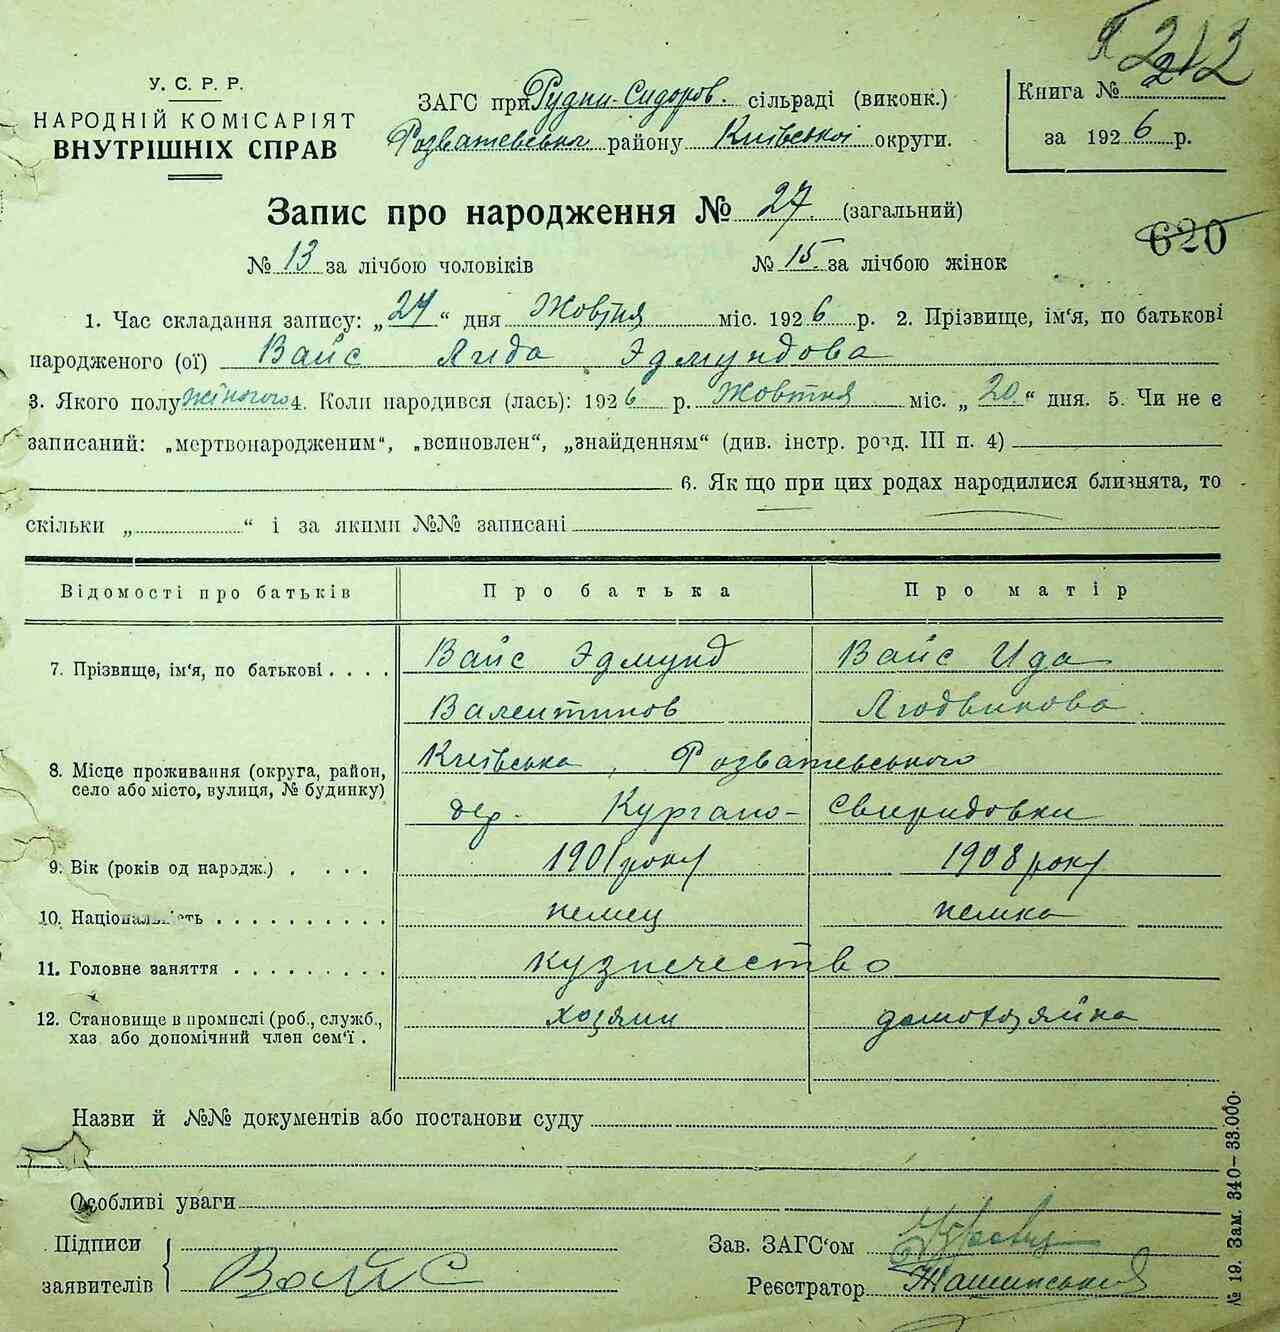 У. С. Р. Р.
НАРОДНІЙ КОМІСАРІЯТ
ВНУТРІШНІХ СПРАВ
ЗАГС при Рудни-Сидоров. сільраді (виконк.)
Розважевського району Київської округи.
Книга № 2
за 1926 р.
Запис про народження № 27 (загальний)
620
№ 13 за лічбою чоловіків № 15. за лічбою жінок
1. Час складання запису: „27“ дня Жовтня міс. 1926 р. 2. Прізвище, ім‘я, по батькові
народженого (ої) Вайс Лида Эдмундова
3. Якого полу жіночого 4. Коли народився (лась): 1926 р. Жовтня міс. „20“ дня. 5. Чи не є
записаний: „мертвонародженим“, „всиновлен“, „знайденням“ (див. інстр. розд. III п. 4)
6. Як що при цих родах народилися близнята, то
скільки „ “ і за якими №№ записані
Відомості про батьків Про батька Про матір
7. Прізвище, ім‘я, по батькові . . . . Вайс Эдмунд Вайс Ида
Валентинов Людвикова
8. Місце проживання (округа, район, село або місто, вулиця, № будинку) Київська, Розважевського
дер. Кургано-Свиридовки
9. Вік (років од народж.) . . . . 1901 року 1908 року
10. Національність . . . . . . . . . . немец немка
11. Головне заняття . . . . . . . . . кузнечество
12. Становище в промислі (роб., служб., хозяин домохозяйка
хаз. або допомічний член сем‘ї .
Назви й №№ документів або постанови суду
Особливі уваги
Підписи
заявителів Вайс
Зав. ЗАГС‘ом
Реєстратор
№ 19. Зам. 340—33.000.